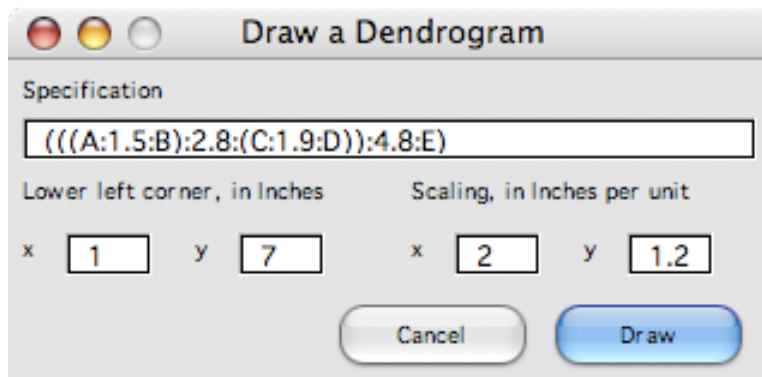 Draw a Dendrogram
Specification
(((A:1.5:B):2.8:(C:1.9:D)):4.8:E)
Lower left corner, in Inches Scaling, in Inches per unit
x 1 y 7 x 2 y 1.2
Cancel Draw